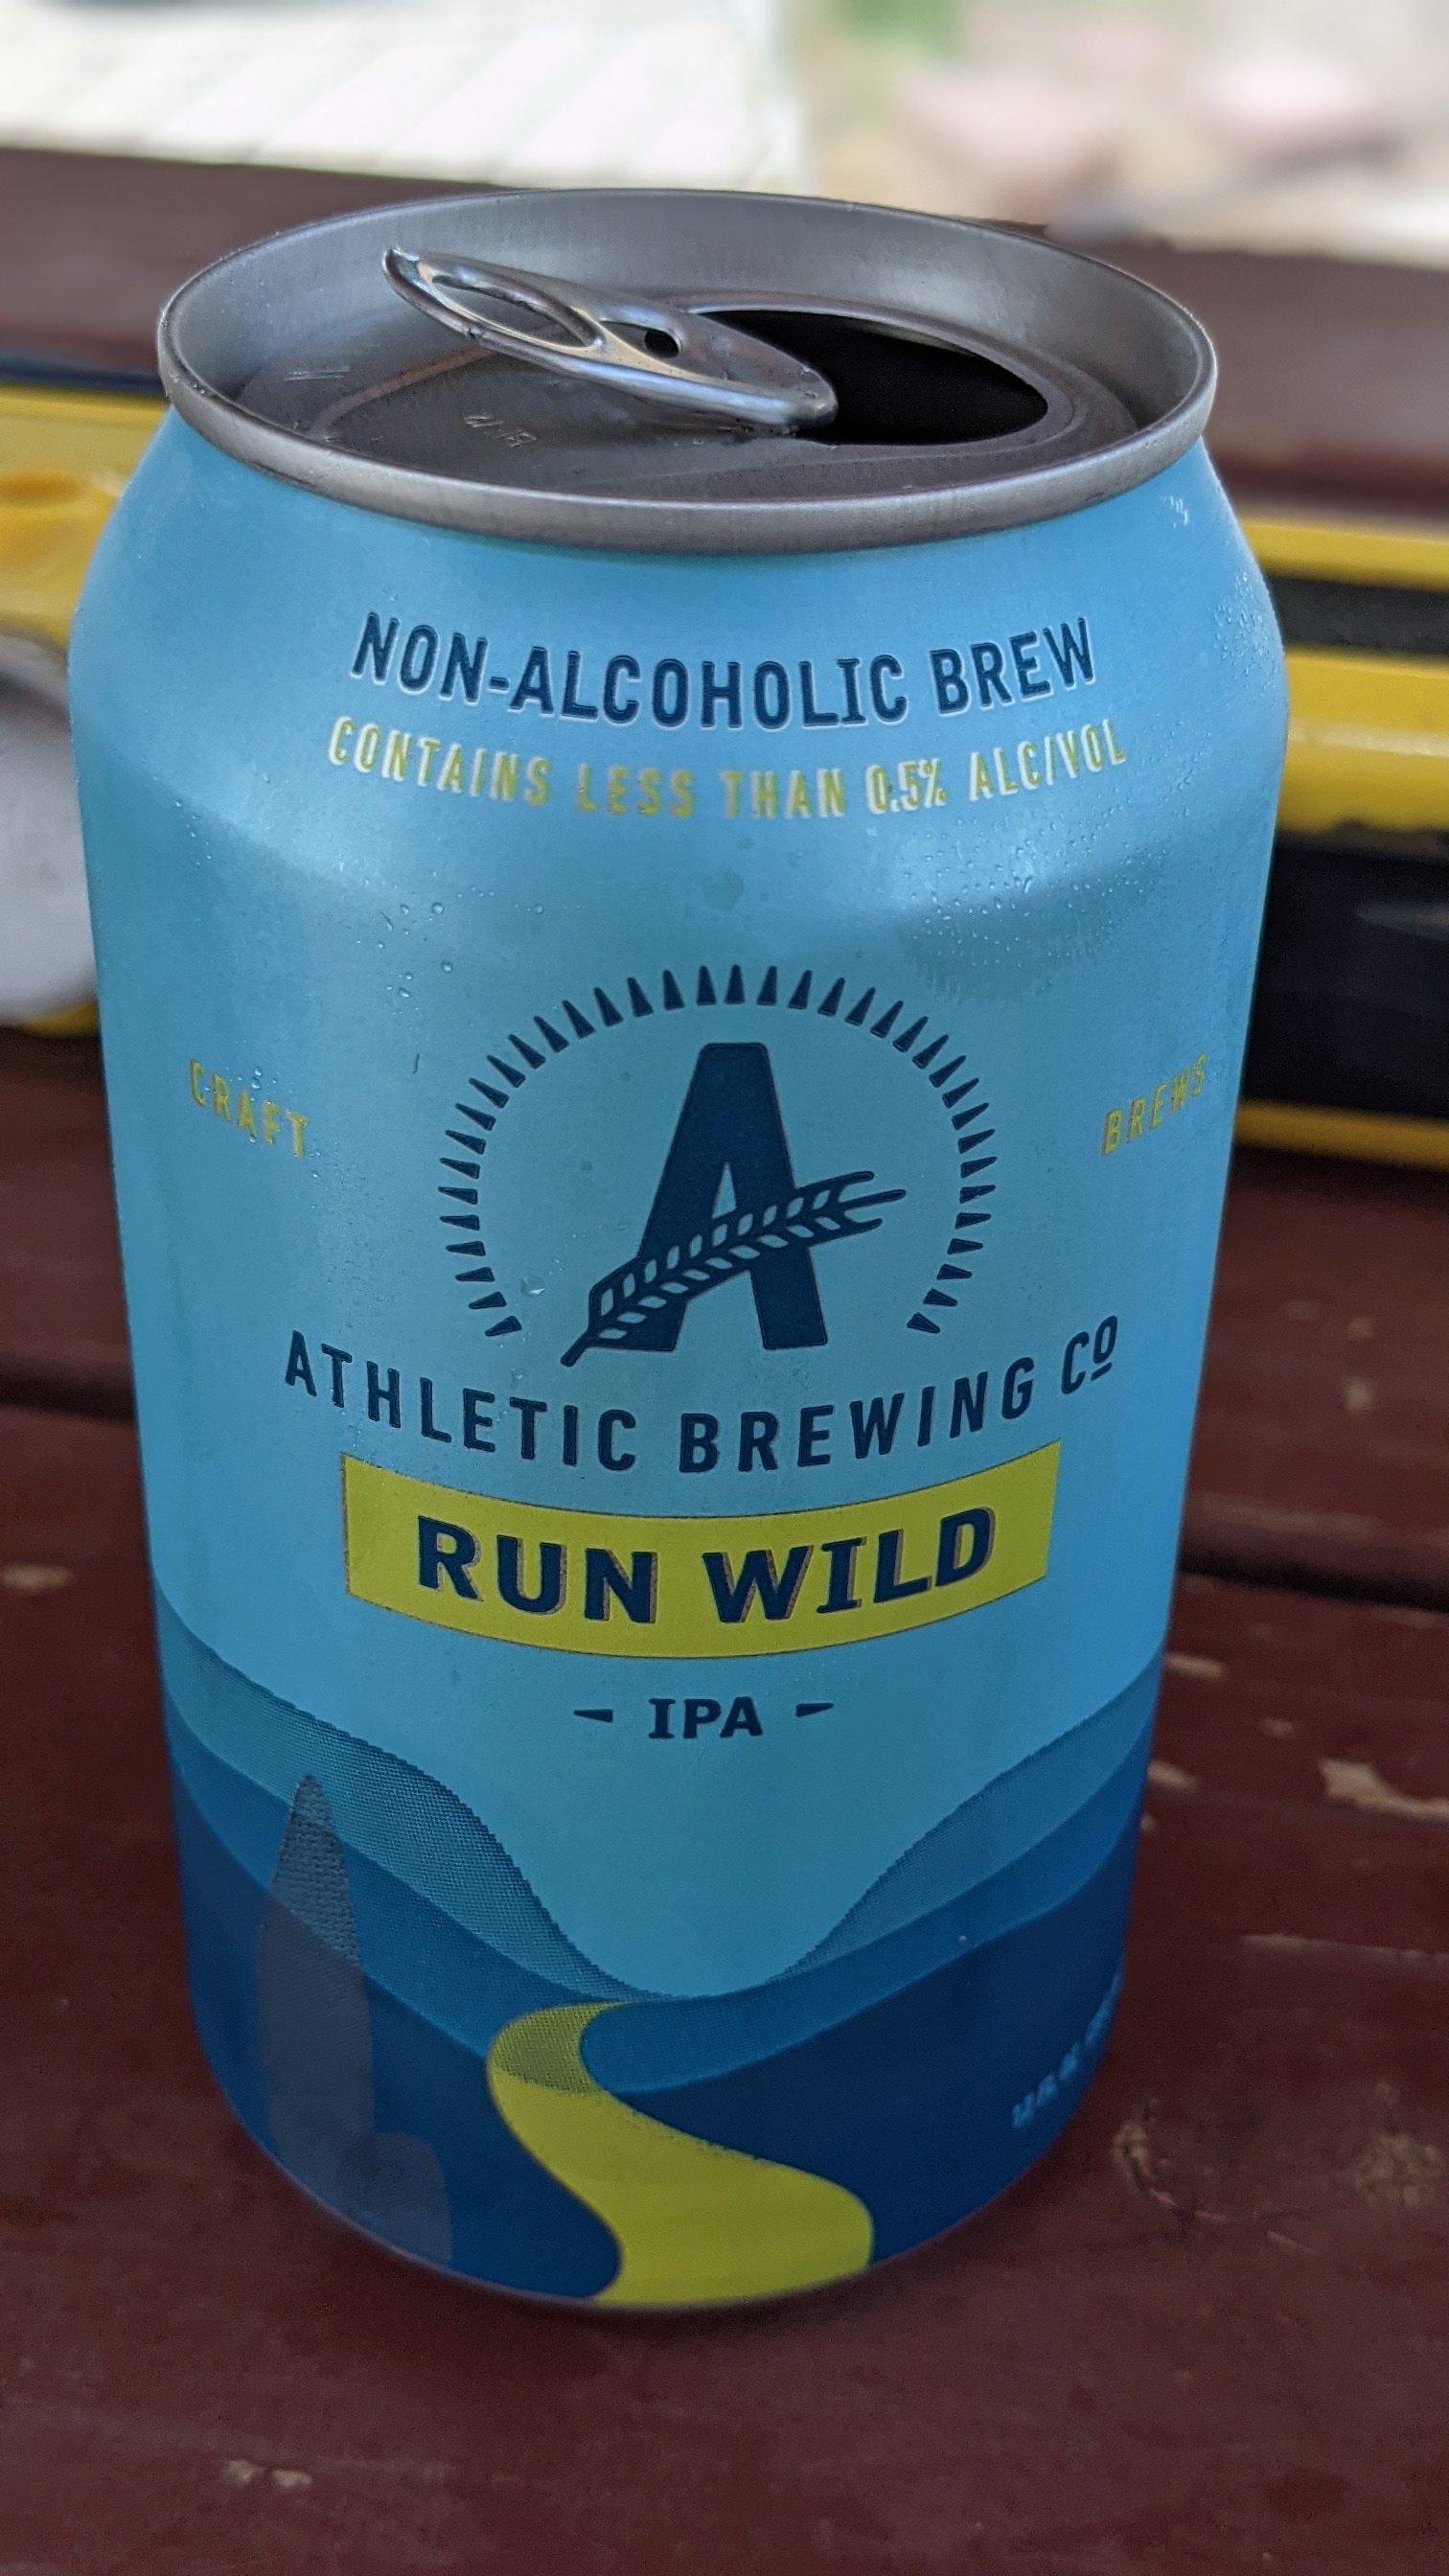 NON-ALCOHOLIC BREW
CONTAINS LESS THAN 0.5% ALC/VOL
CRAFT BREWS
A
ATHLETIC BREWING Co
RUN WILD
- IPA -